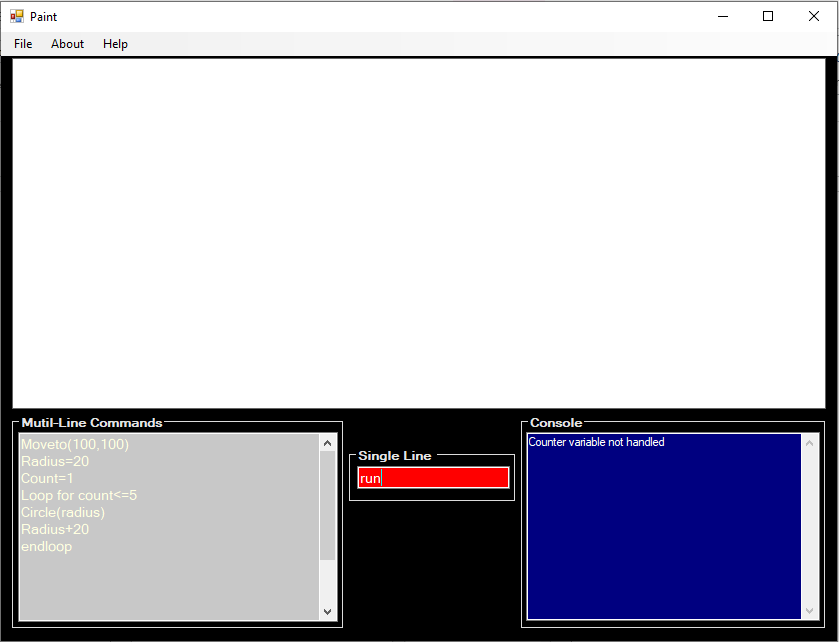 Paint
File About Help
Mutil-Line Commands
Moveto(100,100)
Radius=20
Count=1
Loop for count<=5
Circle(radius)
Radius+20
endloop
Single Line
run
Console
Counter variable not handled